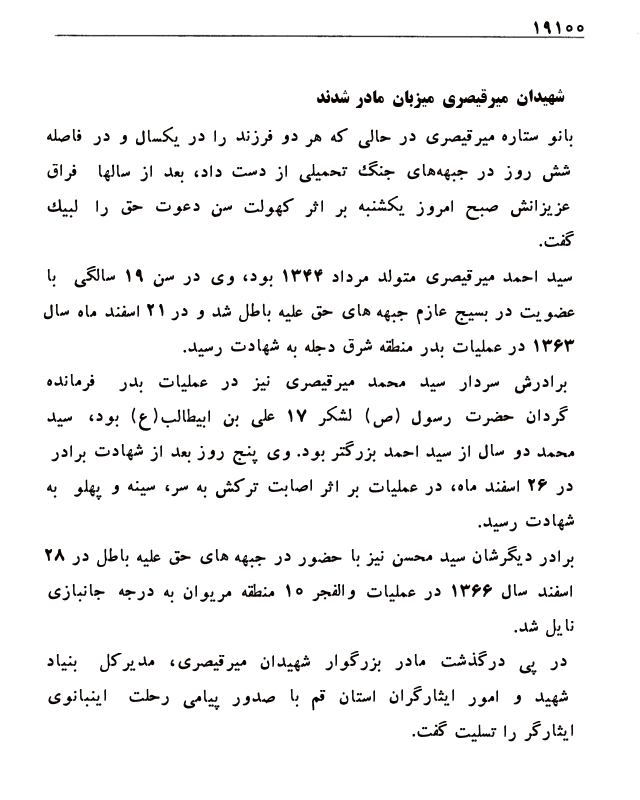 ۱۹۱۰۰
شهیدان میرقیصری میزبان مادر شدند
بانو ستاره میرقیصری در حالی که هر دو فرزند را در یکسال و در فاصله
شش روز در جبهه‌های جنگ تحمیلی از دست داد، بعد از سالها فراق
عزیزانش صبح امروز یکشنبه بر اثر کهولت سن دعوت حق را لبیك
گفت.
سید احمد میرقیصری متولد مرداد ۱۳۴۴ بود، وی در سن ۱۹ سالگی با
عضویت در بسیج عازم جبهه های حق علیه باطل شد و در ۲۱ اسفند ماه سال
۱۳۶۳ در عملیات بدر منطقه شرق دجله به شهادت رسید.
برادرش سردار سید محمد میرقیصری نیز در عملیات بدر فرمانده
گردان حضرت رسول (ص) لشکر ۱۷ علی بن ابیطالب(ع) بود، سید
محمد دو سال از سید احمد بزرگتر بود. وی پنج روز بعد از شهادت برادر
در ۲۶ اسفند ماه، در عملیات بر اثر اصابت ترکش به سر، سینه و پهلو به
شهادت رسید.
برادر دیگرشان سید محسن نیز با حضور در جبهه های حق علیه باطل در ۲۸
اسفند سال ۱۳۶۶ در عملیات والفجر ۱۰ منطقه مریوان به درجه جانبازی
نایل شد.
در پی درگذشت مادر بزرگوار شهیدان میرقیصری، مدیرکل بنیاد
شهید و امور ایثارگران استان قم با صدور پیامی رحلت اینبانوی
ایثارگر را تسلیت گفت.